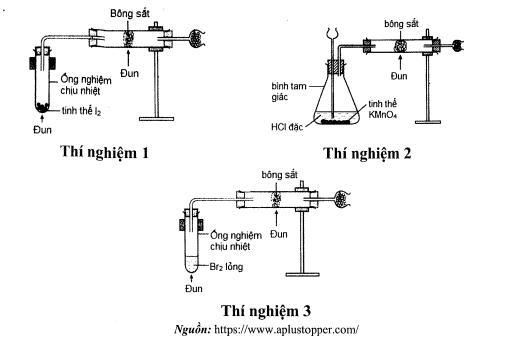 Bông sắt
Đun
Ống nghiệm
chịu nhiệt
tinh thể I₂
Đun
Thí nghiệm 1
bông sắt
Đun
bình tam
giác
tinh thể
KMnO₄
HCl đặc
Thí nghiệm 2
bông sắt
Đun
Ống nghiệm
chịu nhiệt
Br₂ lỏng
Đun
Thí nghiệm 3
Nguồn: https://www.aplustopper.com/